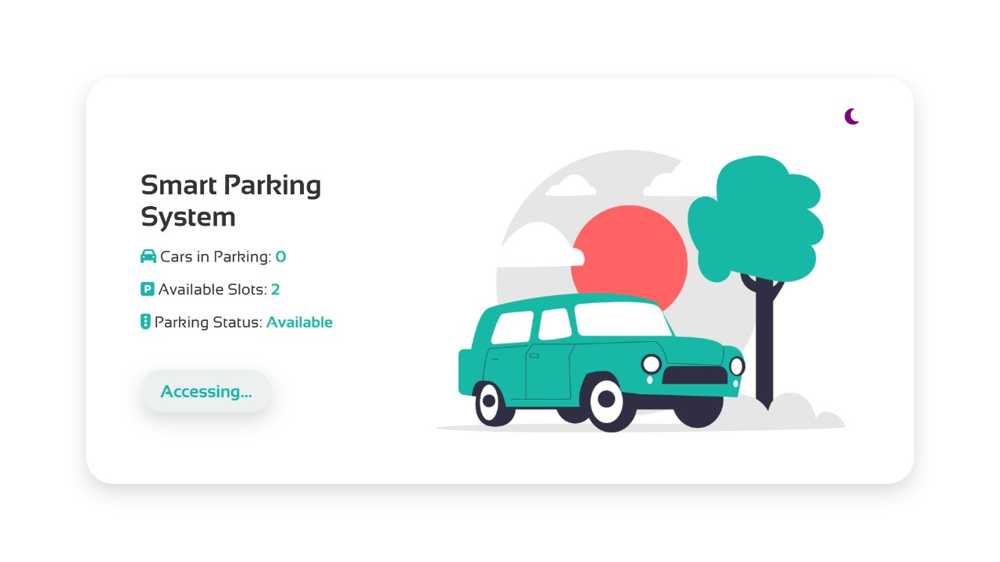 Smart Parking
System
Cars in Parking: 0
P Available Slots: 2
Parking Status: Available
Accessing...